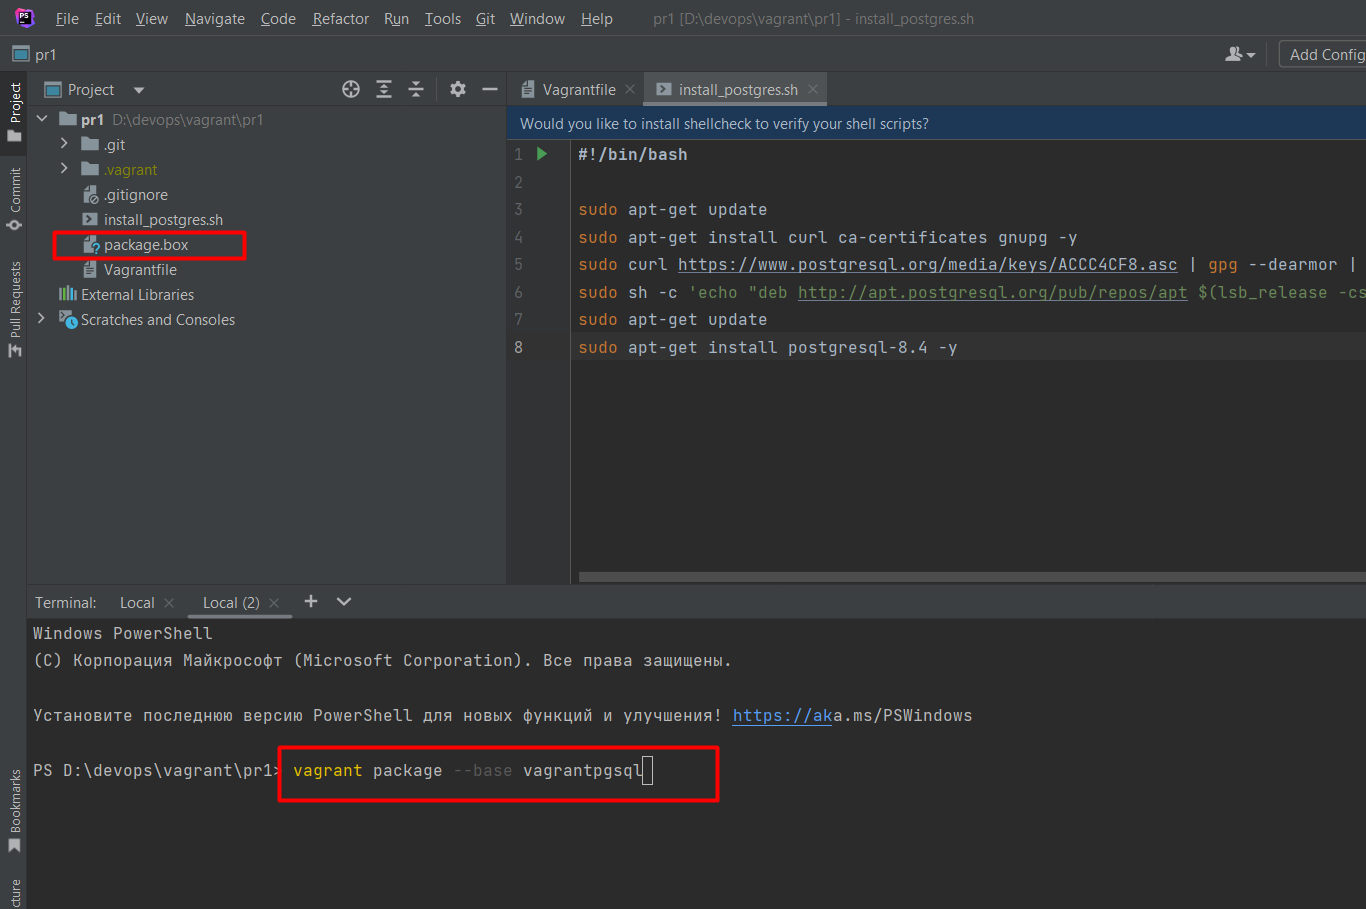 PS File Edit View Navigate Code Refactor Run Tools Git Window Help pr1 [D:\devops\vagrant\pr1] - install_postgres.sh
pr1 Add Config
Project
Vagrantfile install_postgres.sh
pr1 D:\devops\vagrant\pr1
.git
.vagrant
.gitignore
install_postgres.sh
package.box
Vagrantfile
External Libraries
Scratches and Consoles
Project
Commit
Pull Requests
Bookmarks
cture
Would you like to install shellcheck to verify your shell scripts?
1 #!/bin/bash
2
3 sudo apt-get update
4 sudo apt-get install curl ca-certificates gnupg -y
5 sudo curl https://www.postgresql.org/media/keys/ACCC4CF8.asc | gpg --dearmor |
6 sudo sh -c 'echo "deb http://apt.postgresql.org/pub/repos/apt $(lsb_release -cs
7 sudo apt-get update
8 sudo apt-get install postgresql-8.4 -y
Terminal: Local Local (2)
Windows PowerShell
(C) Корпорация Майкрософт (Microsoft Corporation). Все права защищены.
Установите последнюю версию PowerShell для новых функций и улучшения! https://aka.ms/PSWindows
PS D:\devops\vagrant\pr1> vagrant package --base vagrantpgsql